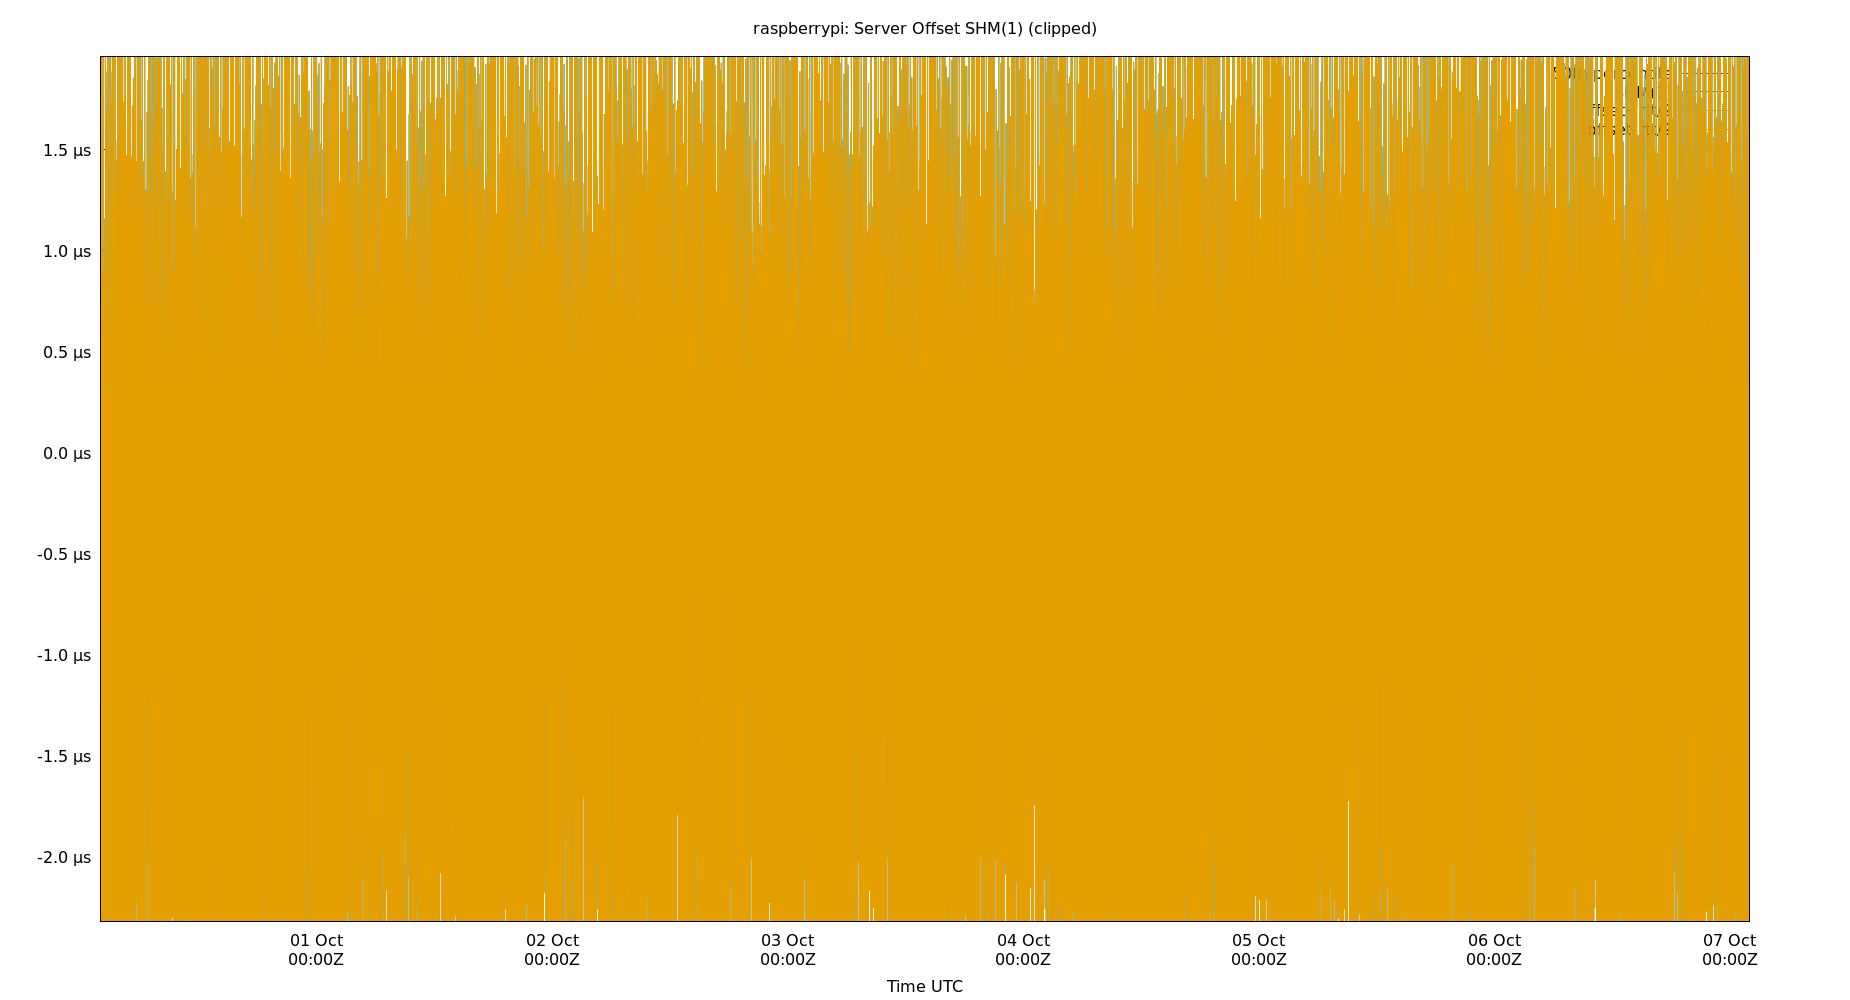 raspberrypi: Server Offset SHM(1) (clipped)
1.5 µs
1.0 µs
0.5 µs
0.0 µs
-0.5 µs
-1.0 µs
-1.5 µs
-2.0 µs
01 Oct 02 Oct 03 Oct 04 Oct 05 Oct 06 Oct 07 Oct
00:00Z 00:00Z 00:00Z 00:00Z 00:00Z 00:00Z 00:00Z
Time UTC